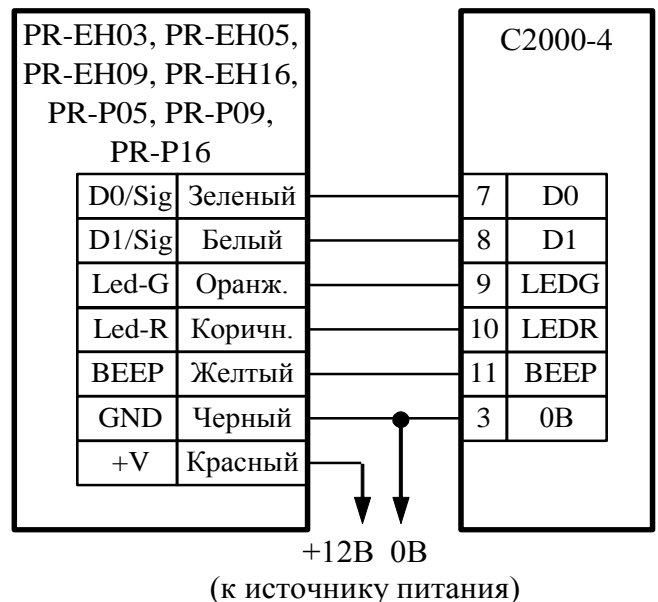 PR-EH03, PR-EH05,
PR-EH09, PR-EH16,
PR-P05, PR-P09,
PR-P16
C2000-4
D0/Sig Зеленый 7 D0
D1/Sig Белый 8 D1
Led-G Оранж. 9 LEDG
Led-R Коричн. 10 LEDR
BEEP Желтый 11 BEEP
GND Черный 3 0В
+V Красный
+12В 0В
(к источнику питания)